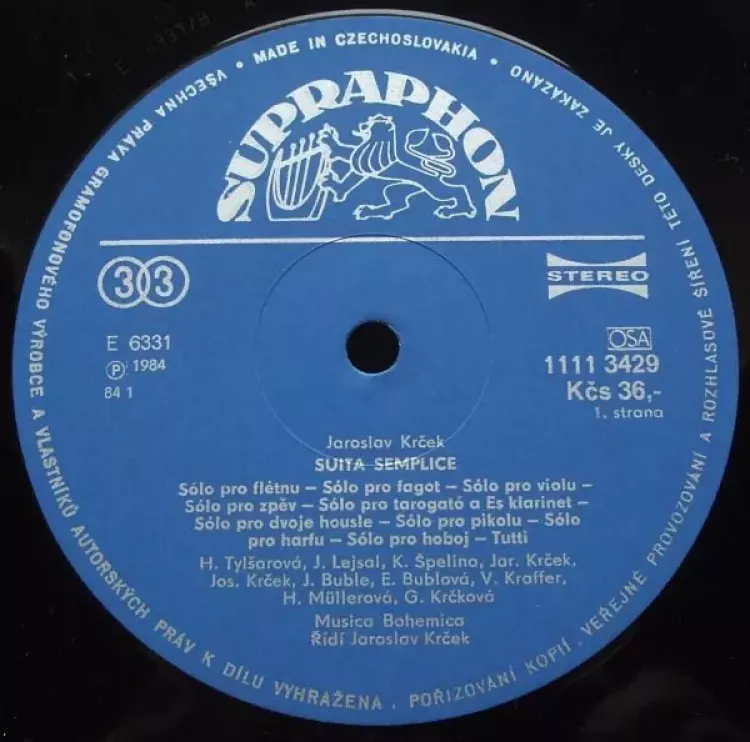 E 6331/B A
VŠECHNA PRÁVA GRAMOFONOVÉHO VÝROBCE A VLASTNÍKŮ AUTORSKÝCH PRÁV K DÍLU VYHRAŽENA . POŘIZOVÁNÍ KOPIÍ . VEŘEJNÉ PROVOZOVÁNÍ A ROZHLASOVÉ ŠÍŘENÍ TÉTO DESKY JE ZAKÁZÁNO • MADE IN CZECHOSLOVAKIA •
SUPRAPHON
33
STEREO
E 6331
Ⓟ 1984
84 1
OSA
1111 3429
Kčs 36,-
1. strana
Jaroslav Krček
SUITA SEMPLICE
Sólo pro flétnu – Sólo pro fagot – Sólo pro violu –
Sólo pro zpěv – Sólo pro tarogató a Es klarinet –
Sólo pro dvoje housle – Sólo pro pikolu – Sólo
pro harfu – Sólo pro hoboj – Tutti
H. Tylšarová, J. Lejsal, K. Špelina, Jar. Krček,
Jos. Krček, J. Buble, E. Bublová, V. Kraffer,
H. Müllerová, G. Krčková
Musica Bohemica
Řídí Jaroslav Krček